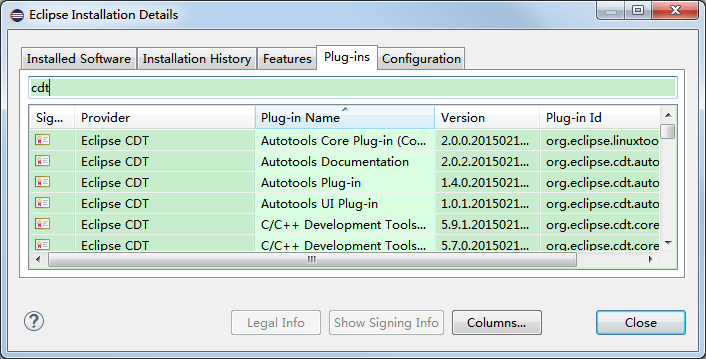 Eclipse Installation Details
Installed Software Installation History Features Plug-ins Configuration
cdt
Sig... Provider Plug-in Name Version Plug-in Id
Eclipse CDT Autotools Core Plug-in (Co... 2.0.0.2015021... org.eclipse.linuxtoo
Eclipse CDT Autotools Documentation 2.0.2.2015021... org.eclipse.cdt.auto
Eclipse CDT Autotools Plug-in 1.4.0.2015021... org.eclipse.cdt.auto
Eclipse CDT Autotools UI Plug-in 1.0.1.2015021... org.eclipse.cdt.auto
Eclipse CDT C/C++ Development Tools... 5.9.1.2015021... org.eclipse.cdt.core
Eclipse CDT C/C++ Development Tools... 5.7.0.2015021... org.eclipse.cdt.core
? Legal Info Show Signing Info Columns... Close